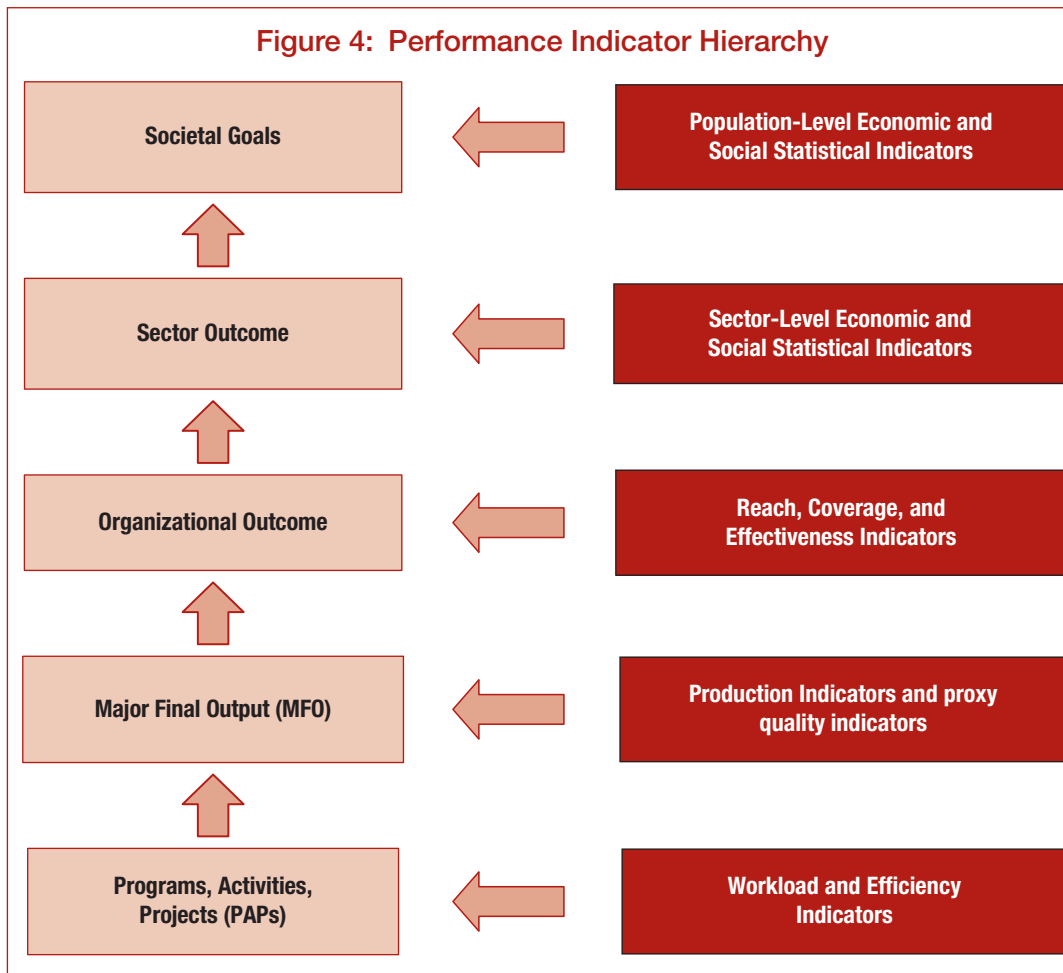 Figure 4: Performance Indicator Hierarchy
Societal Goals
Population-Level Economic and
Social Statistical Indicators
Sector Outcome
Sector-Level Economic and
Social Statistical Indicators
Organizational Outcome
Reach, Coverage, and
Effectiveness Indicators
Major Final Output (MFO)
Production Indicators and proxy
quality indicators
Programs, Activities,
Projects (PAPs)
Workload and Efficiency
Indicators